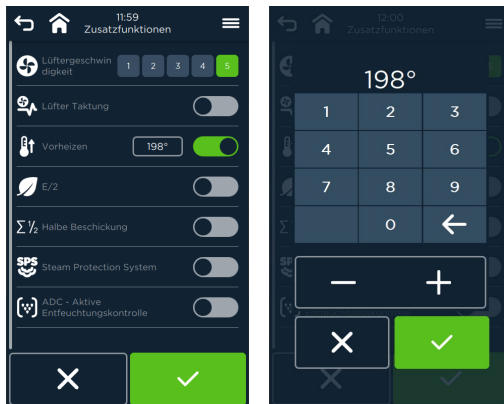 11:59
Zusatzfunktionen
Lüftergeschwin
digkeit
1 2 3 4 5
Lüfter Taktung
Vorheizen 198°
E/2
Σ½ Halbe Beschickung
SPS Steam Protection System
ADC - Aktive
Entfeuchtungskontrolle
12:00
Zusatzfunktionen
198°
1 2 3
4 5 6
7 8 9
0
− +